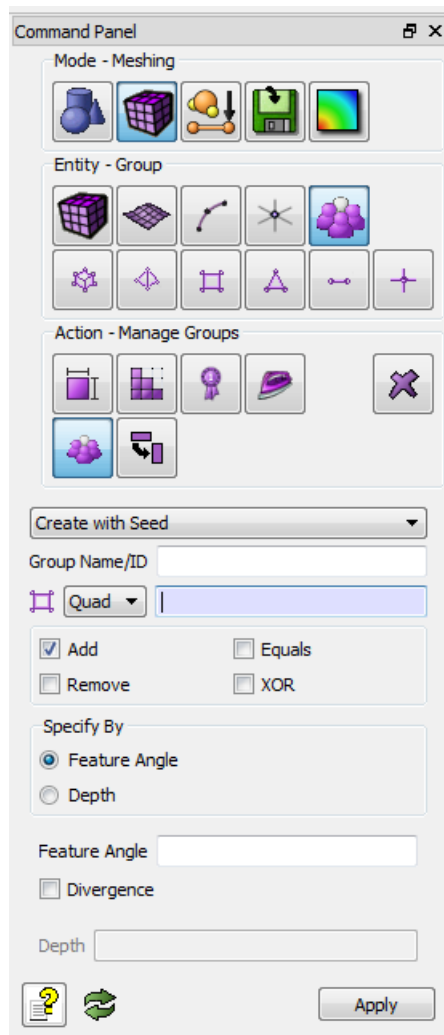 Command Panel
Mode - Meshing
Entity - Group
Action - Manage Groups
Create with Seed
Group Name/ID
Quad
Add
Equals
Remove
XOR
Specify By
Feature Angle
Depth
Feature Angle
Divergence
Depth
Apply